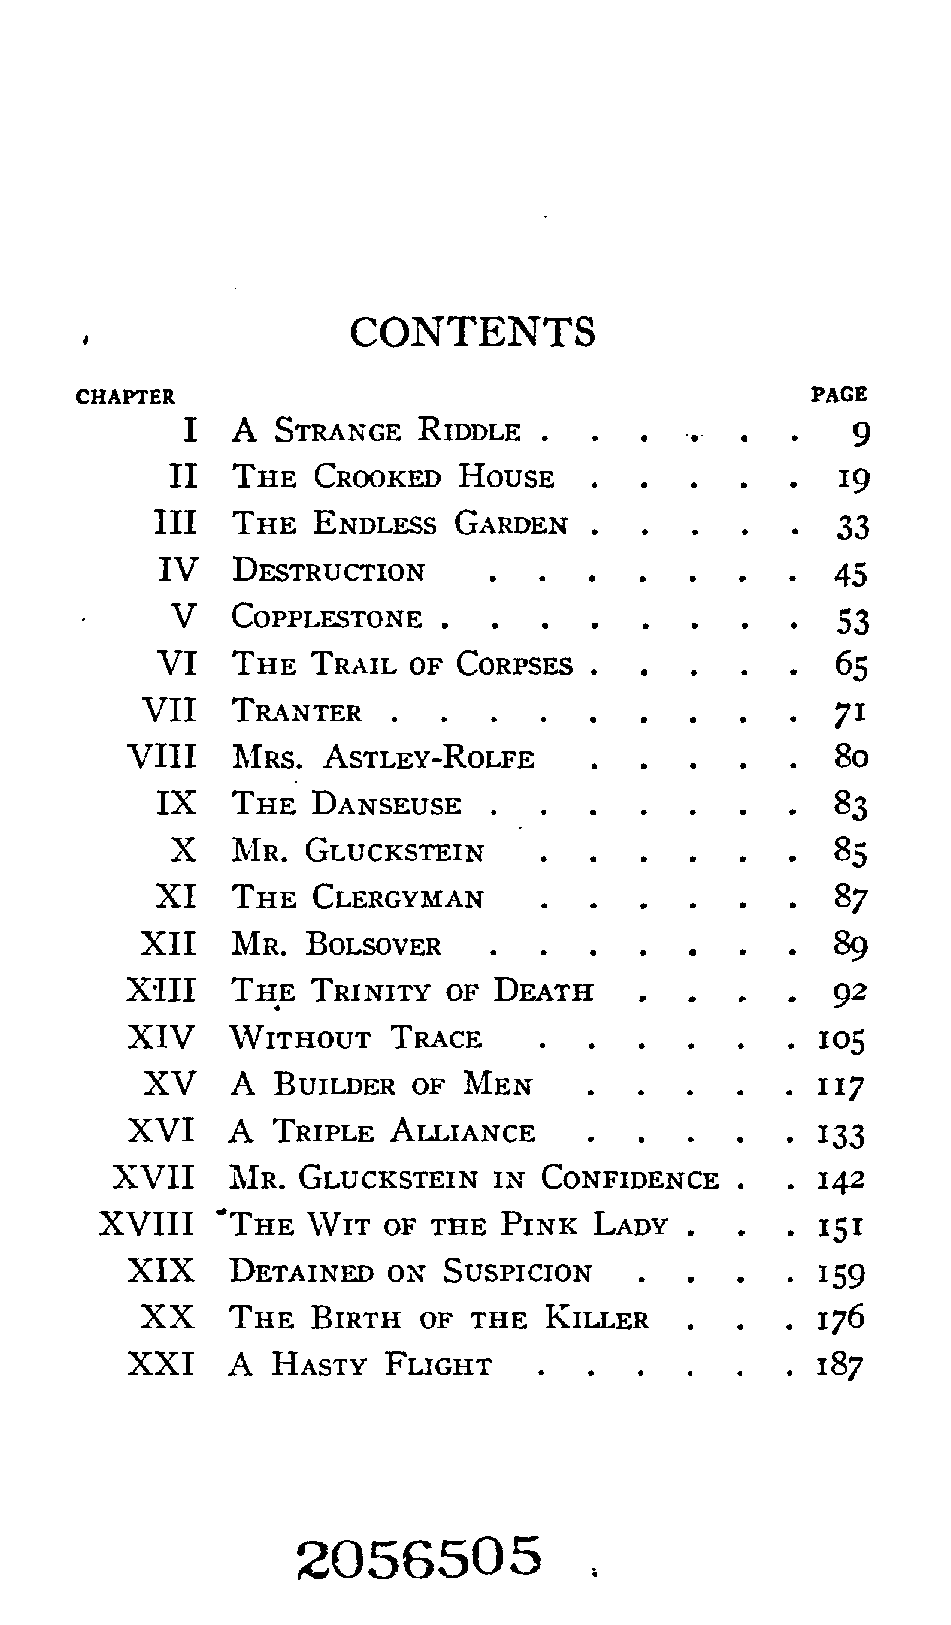 CONTENTS
CHAPTER PAGE
I A Strange Riddle . . . . . . 9
II The Crooked House . . . . . 19
III The Endless Garden . . . . . 33
IV Destruction . . . . . . . 45
V Copplestone . . . . . . . . 53
VI The Trail of Corpses . . . . . 65
VII Tranter . . . . . . . . . 71
VIII Mrs. Astley-Rolfe . . . . . 80
IX The Danseuse . . . . . . . 83
X Mr. Gluckstein . . . . . . 85
XI The Clergyman . . . . . . 87
XII Mr. Bolsover . . . . . . . 89
XIII The Trinity of Death . . . . 92
XIV Without Trace . . . . . . 105
XV A Builder of Men . . . . . 117
XVI A Triple Alliance . . . . . 133
XVII Mr. Gluckstein in Confidence . . 142
XVIII The Wit of the Pink Lady . . . 151
XIX Detained on Suspicion . . . . 159
XX The Birth of the Killer . . . 176
XXI A Hasty Flight . . . . . . 187
2056505